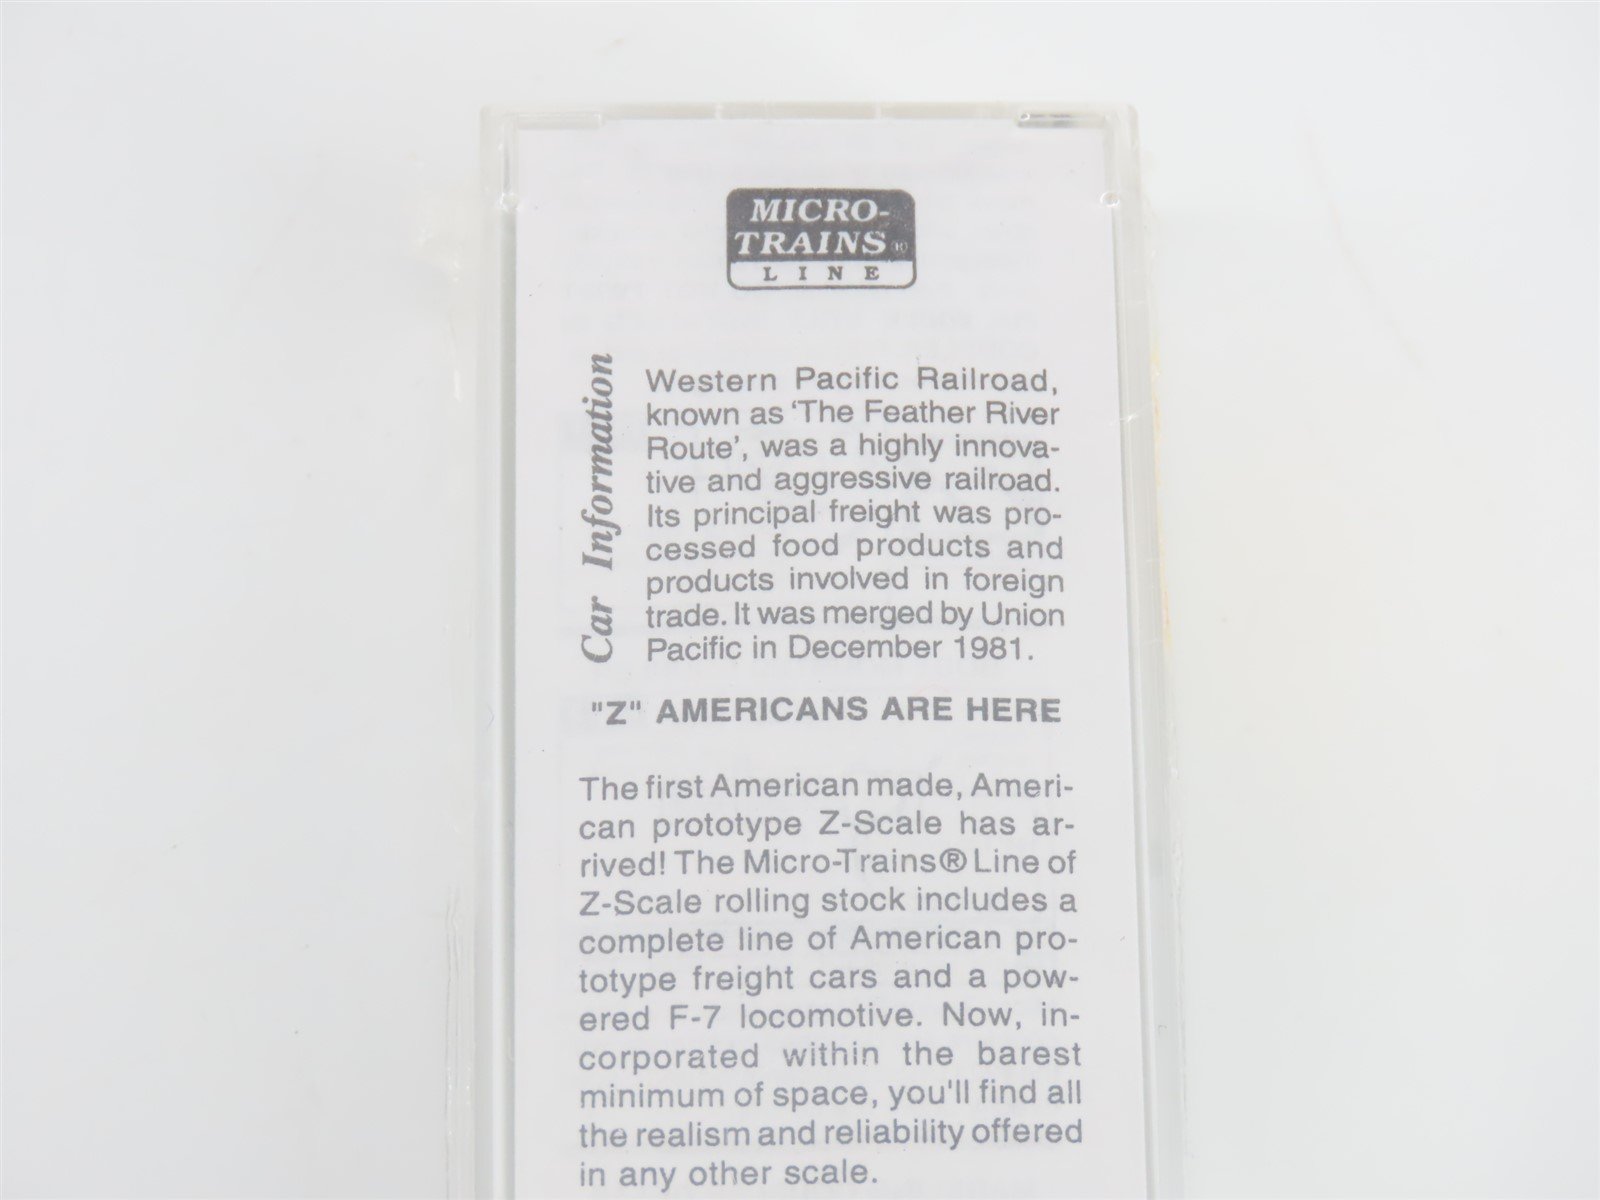 MICRO-
TRAINS®
LINE
Car Information
Western Pacific Railroad,
known as ‘The Feather River
Route’, was a highly innova-
tive and aggressive railroad.
Its principal freight was pro-
cessed food products and
products involved in foreign
trade. It was merged by Union
Pacific in December 1981.
"Z" AMERICANS ARE HERE
The first American made, Ameri-
can prototype Z-Scale has ar-
rived! The Micro-Trains® Line of
Z-Scale rolling stock includes a
complete line of American pro-
totype freight cars and a pow-
ered F-7 locomotive. Now, in-
corporated within the barest
minimum of space, you'll find all
the realism and reliability offered
in any other scale.